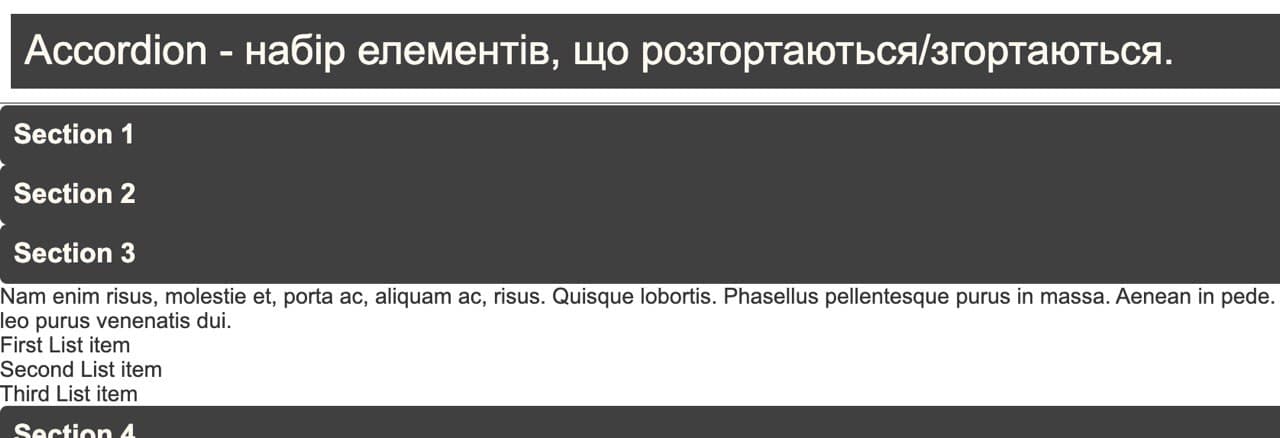 Accordion - набір елементів, що розгортаються/згортаються.
Section 1
Section 2
Section 3
Nam enim risus, molestie et, porta ac, aliquam ac, risus. Quisque lobortis. Phasellus pellentesque purus in massa. Aenean in pede.
leo purus venenatis dui.
First List item
Second List item
Third List item
Section 4